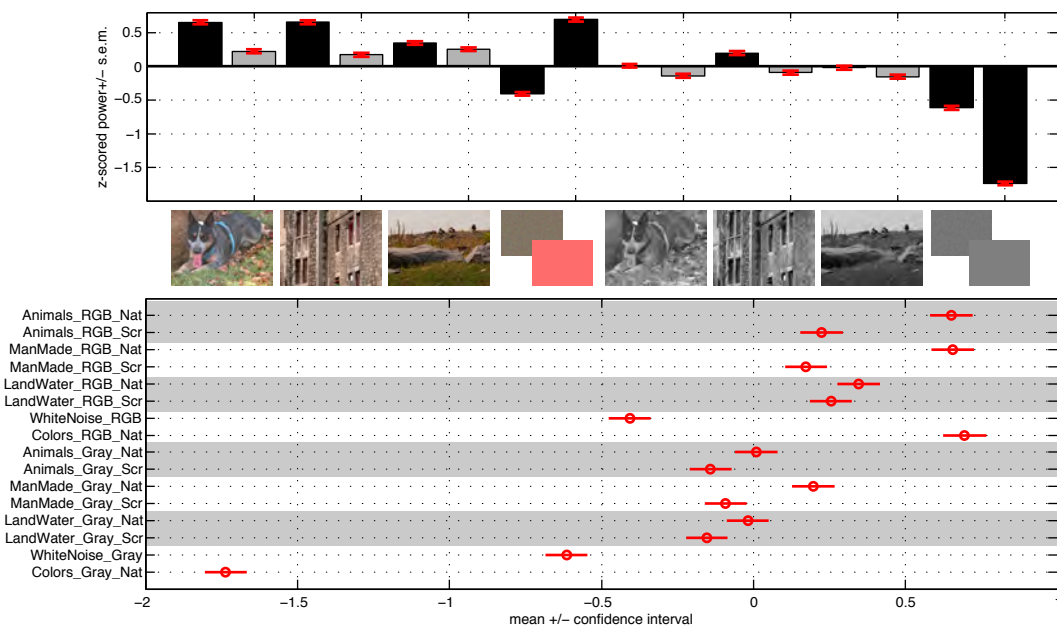 z-scored power+/− s.e.m.
0.5
0
−0.5
−1
−1.5
Animals_RGB_Nat
Animals_RGB_Scr
ManMade_RGB_Nat
ManMade_RGB_Scr
LandWater_RGB_Nat
LandWater_RGB_Scr
WhiteNoise_RGB
Colors_RGB_Nat
Animals_Gray_Nat
Animals_Gray_Scr
ManMade_Gray_Nat
ManMade_Gray_Scr
LandWater_Gray_Nat
LandWater_Gray_Scr
WhiteNoise_Gray
Colors_Gray_Nat
−2 −1.5 −1 −0.5 0 0.5
mean +/− confidence interval